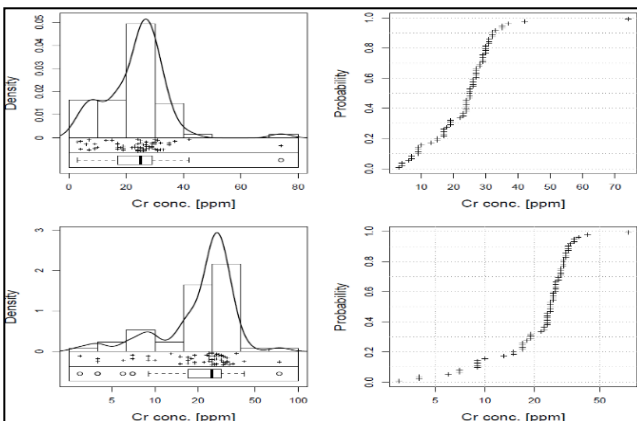 Density
0 0.01 0.02 0.03 0.04 0.05
0 20 40 60 80
Cr conc. [ppm]
Probability
0.0 0.2 0.4 0.6 0.8 1.0
10 20 30 40 50 60 70
Cr conc. [ppm]
Density
0 1 2 3
5 10 20 50 100
Cr conc. [ppm]
Probability
0.0 0.2 0.4 0.6 0.8 1.0
5 10 20 50
Cr conc. [ppm]